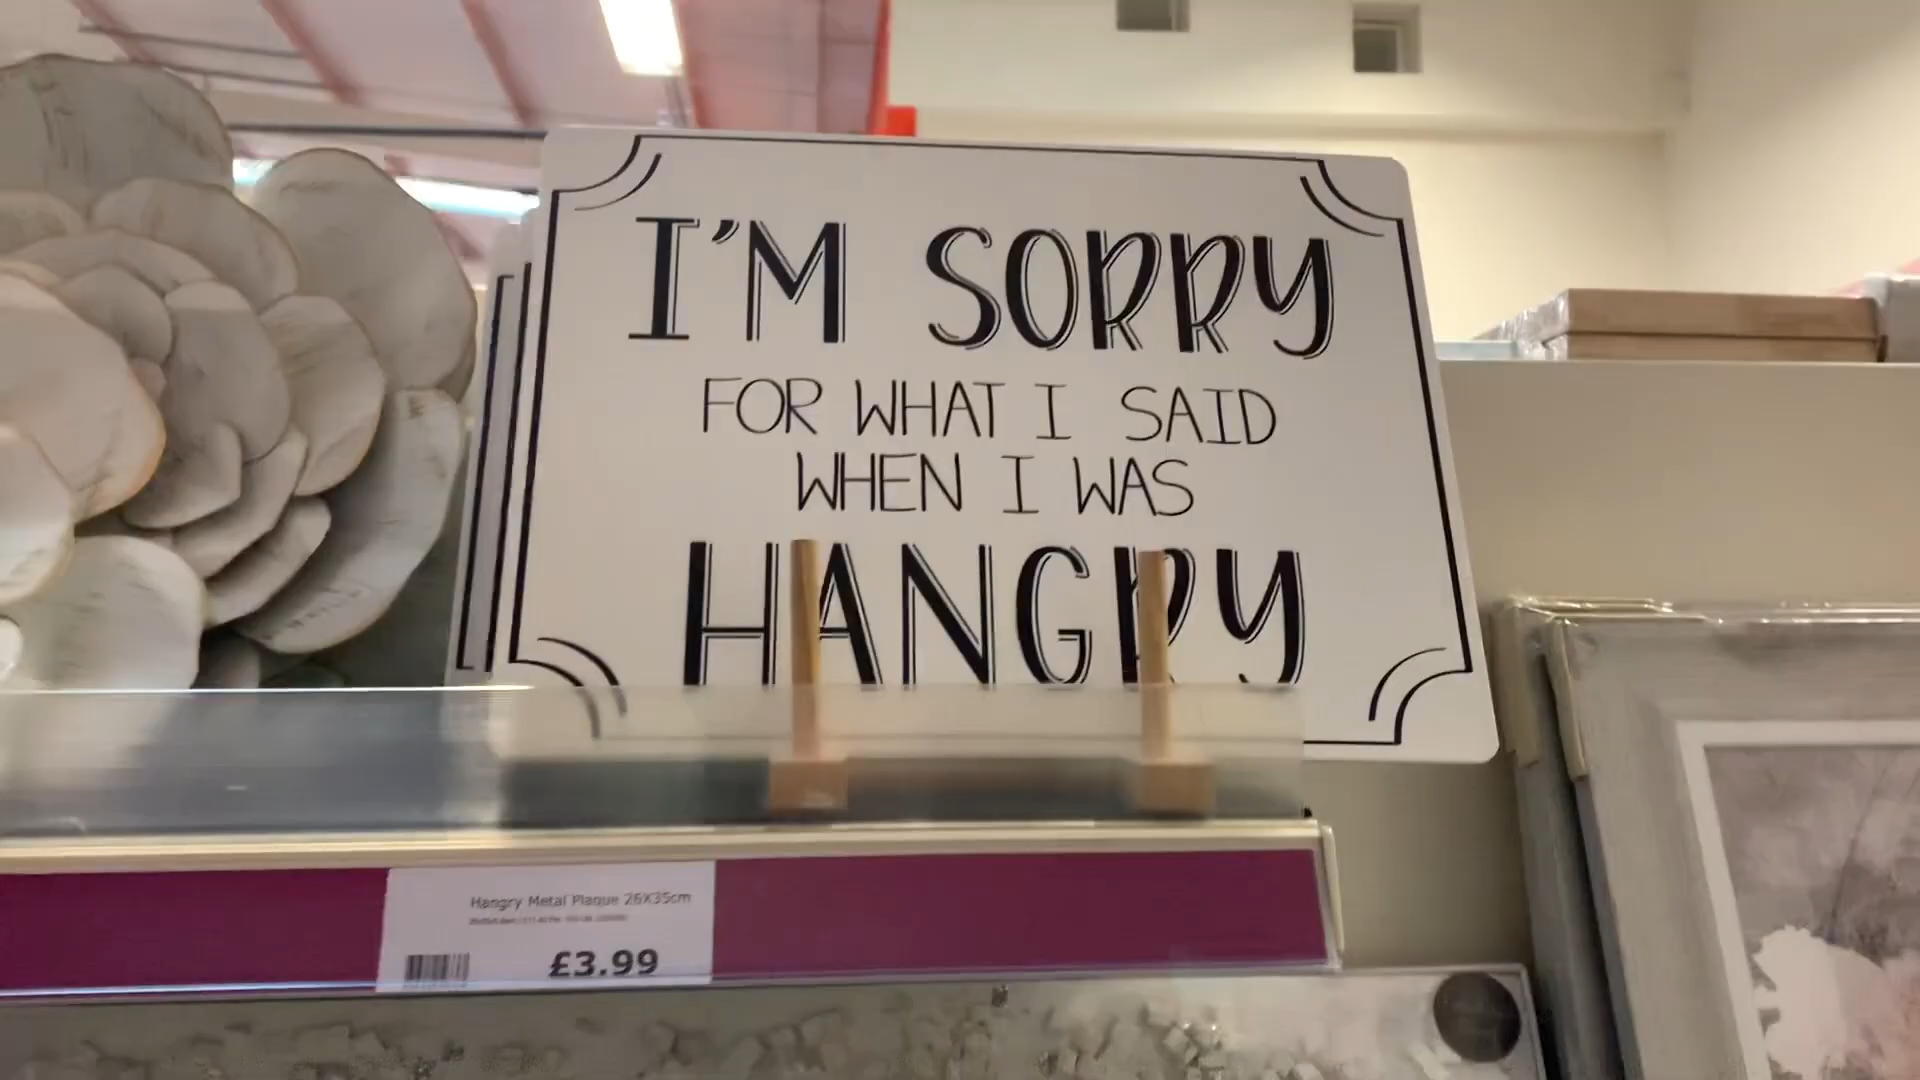 I'M SORRY
FOR WHAT I SAID
WHEN I WAS
HANGRY
Hangry Metal Plaque 26X35cm
£3.99